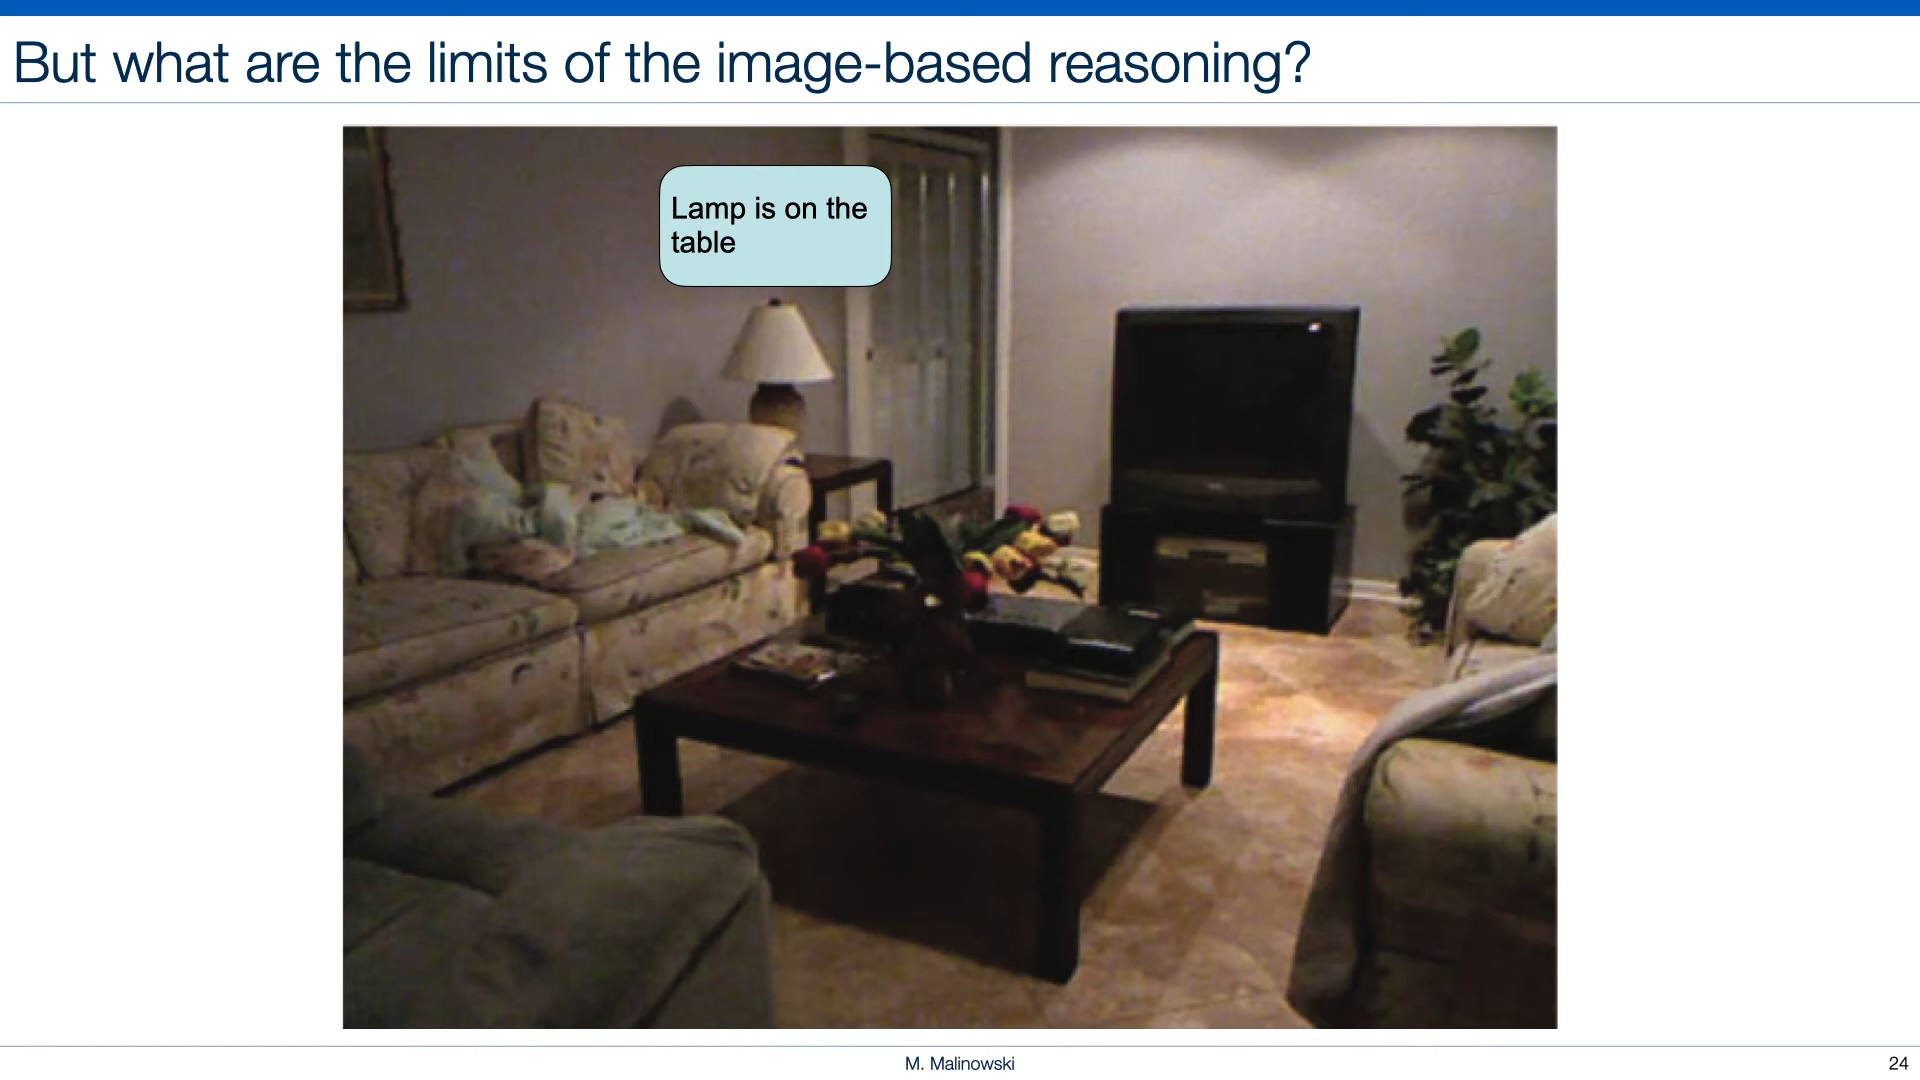 But what are the limits of the image-based reasoning?
Lamp is on the
table
M. Malinowski
24